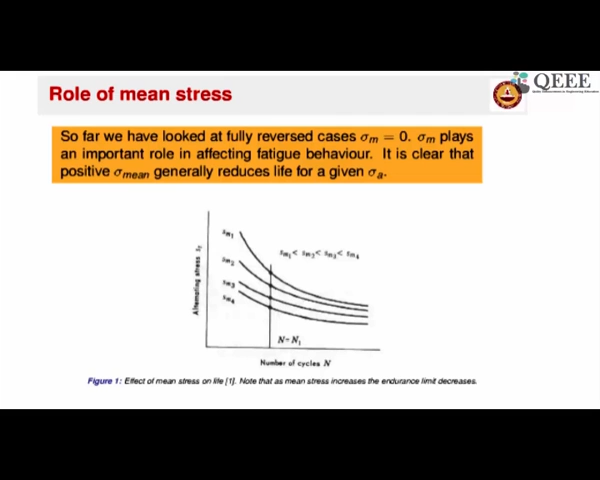 QEEE
Role of mean stress
So far we have looked at fully reversed cases σm = 0. σm plays
an important role in affecting fatigue behaviour. It is clear that
positive σmean generally reduces life for a given σa.
Sm1
Sm1 < Sm2 < Sm3 < Sm4
Sm2
Sm3
Sm4
Alternating stress
N=N1
Number of cycles N
Figure 1: Effect of mean stress on life [1]. Note that as mean stress increases the endurance limit decreases.